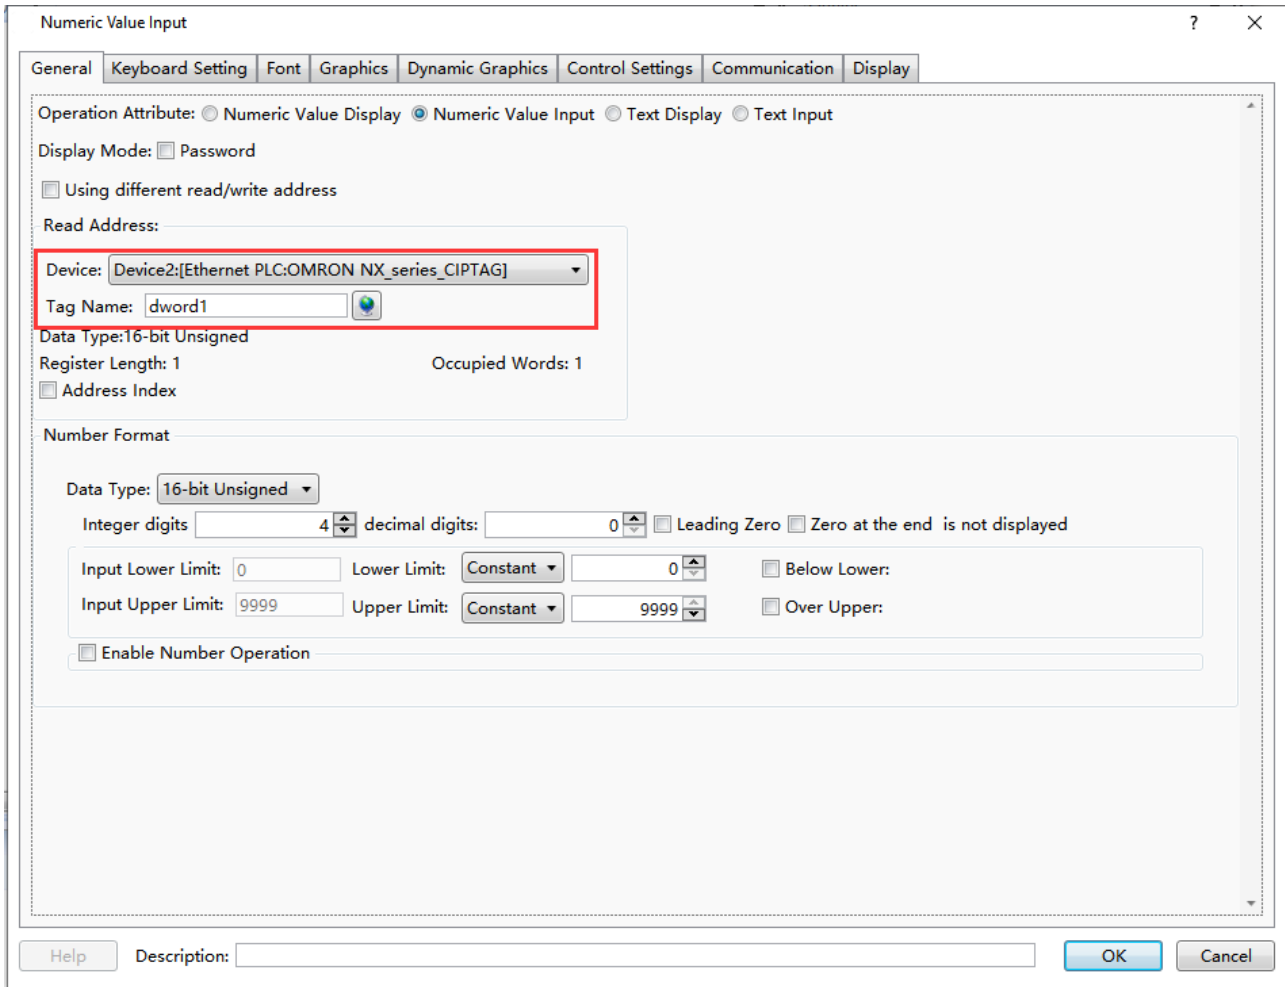 Numeric Value Input ?
General Keyboard Setting Font Graphics Dynamic Graphics Control Settings Communication Display
Operation Attribute: Numeric Value Display Numeric Value Input Text Display Text Input
Display Mode: Password
Using different read/write address
Read Address:
Device: Device2:[Ethernet PLC:OMRON NX_series_CIPTAG]
Tag Name: dword1
Data Type:16-bit Unsigned
Register Length: 1 Occupied Words: 1
Address Index
Number Format
Data Type: 16-bit Unsigned
Integer digits 4 decimal digits: 0 Leading Zero Zero at the end is not displayed
Input Lower Limit: 0 Lower Limit: Constant 0 Below Lower:
Input Upper Limit: 9999 Upper Limit: Constant 9999 Over Upper:
Enable Number Operation
Help Description: OK Cancel